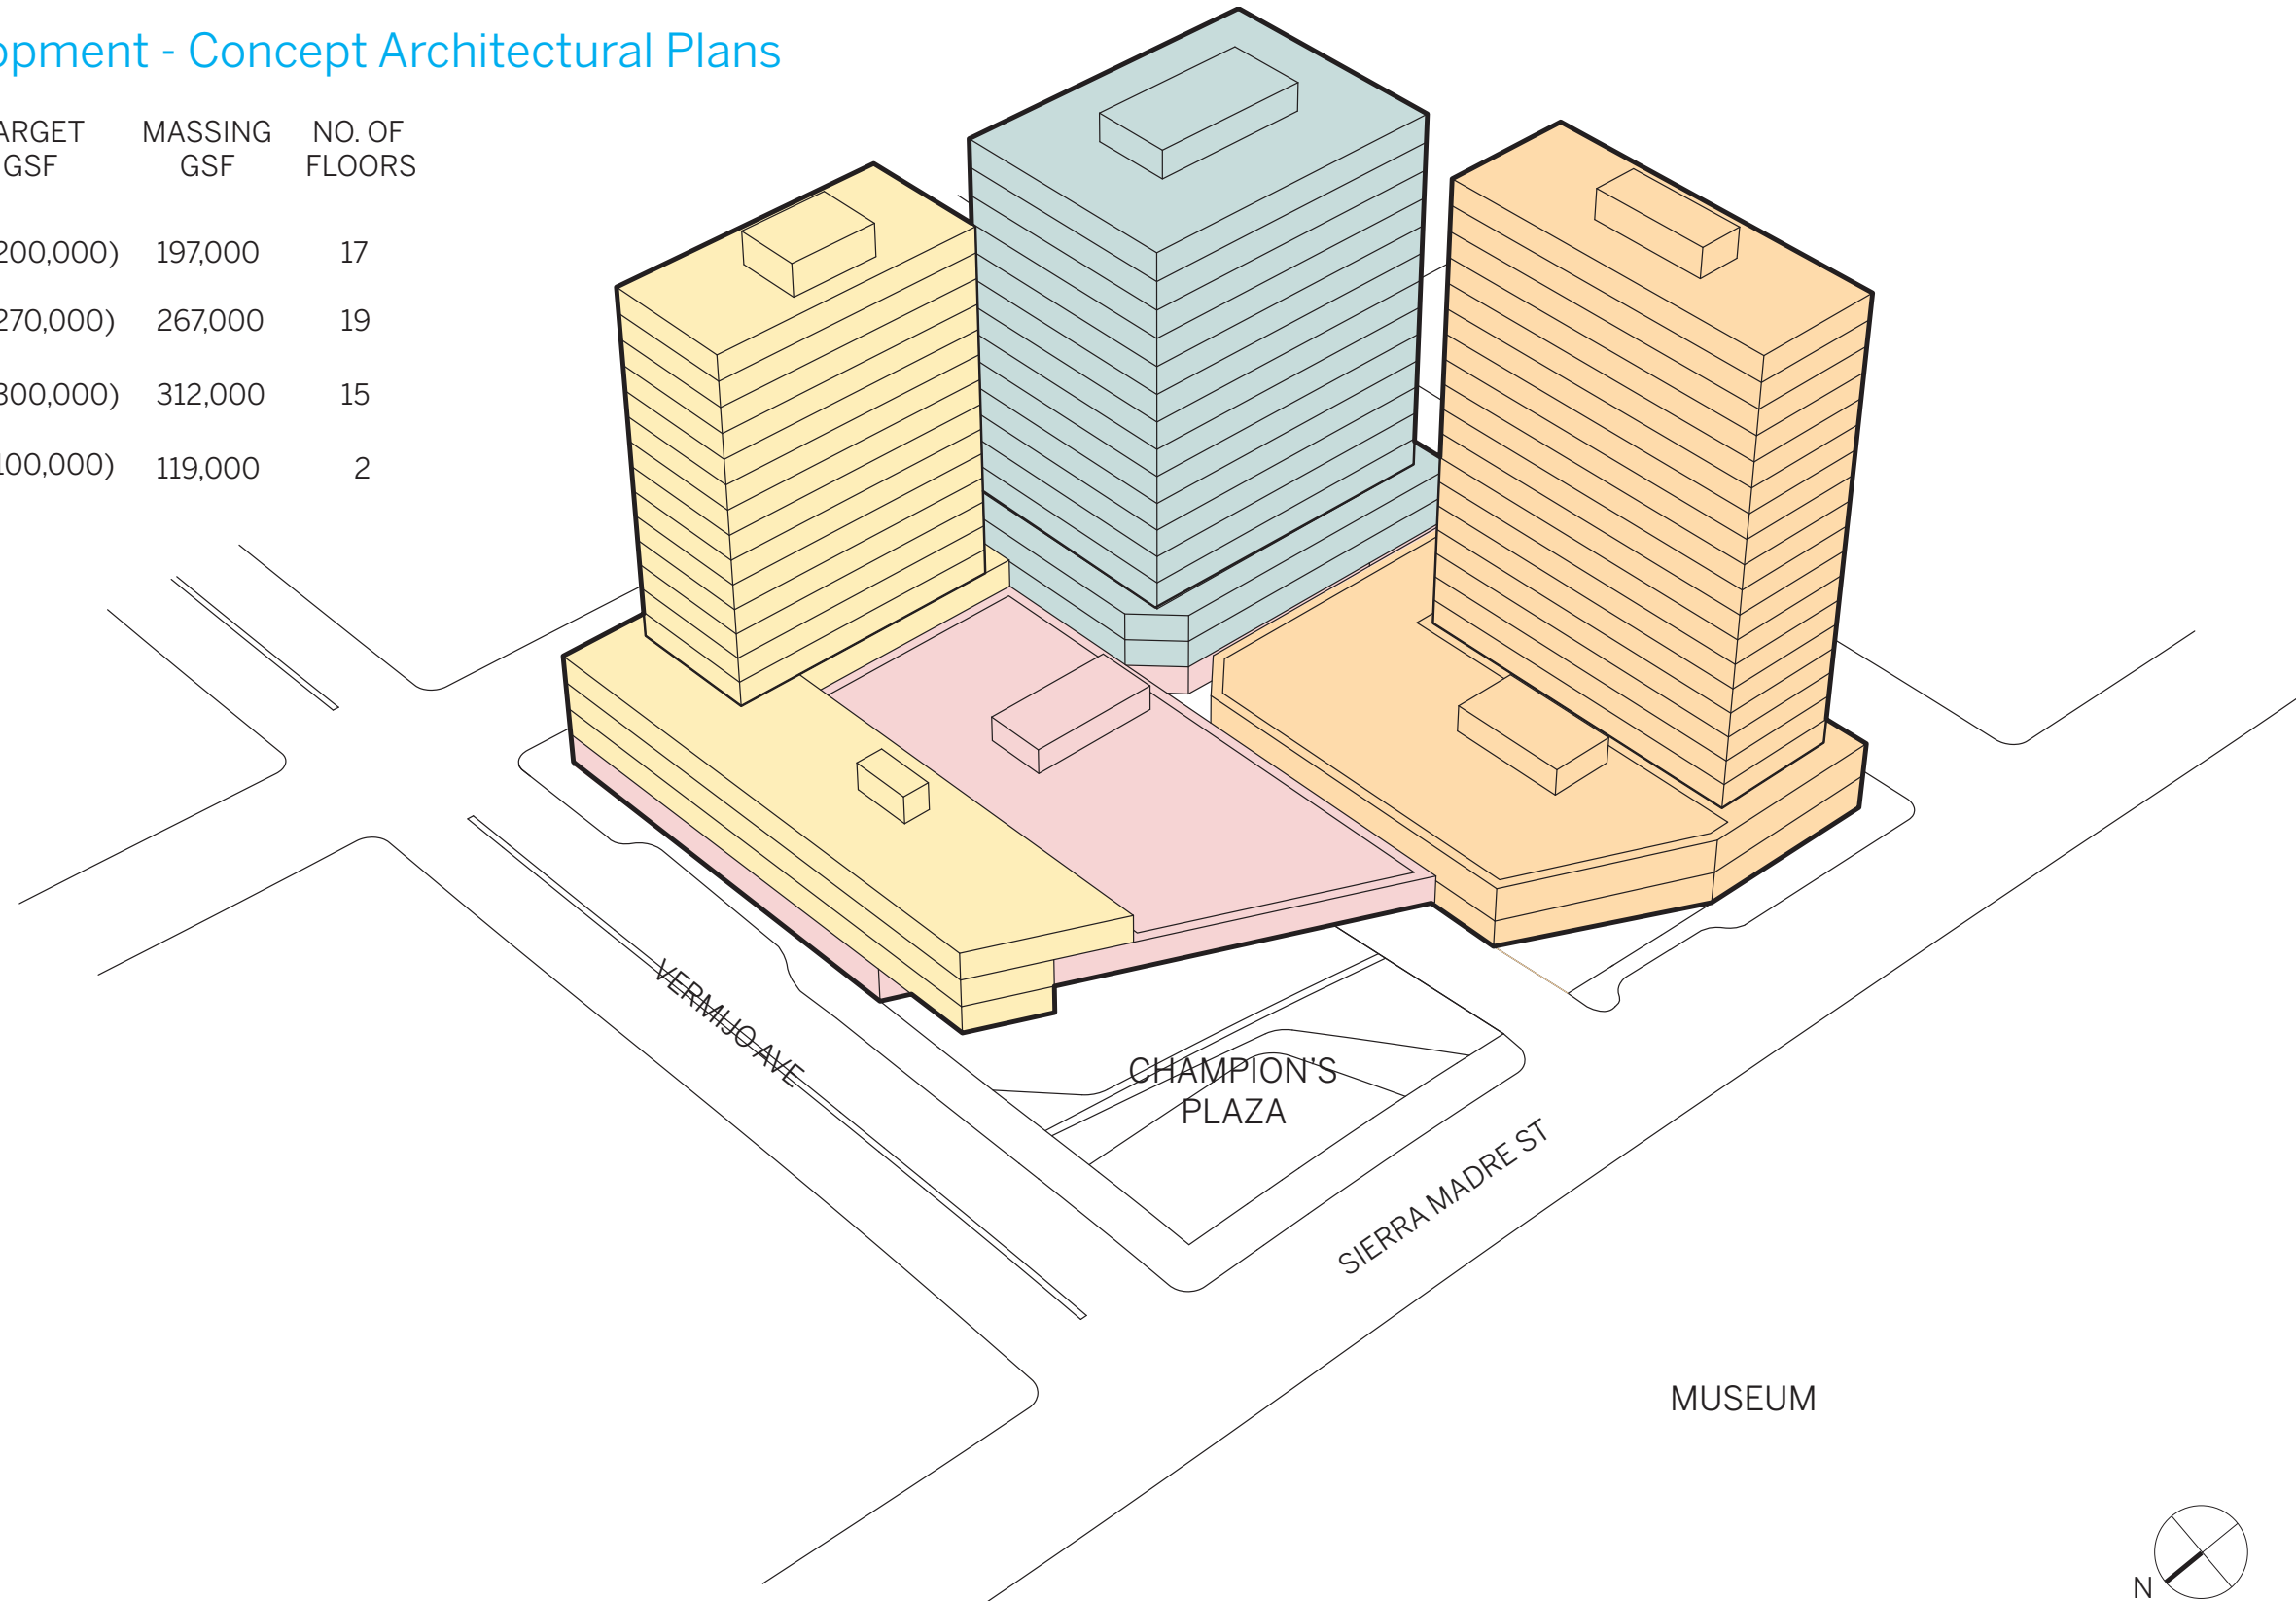 opment - Concept Architectural Plans
ARGET MASSING NO. OF
GSF GSF FLOORS
200,000) 197,000 17
270,000) 267,000 19
300,000) 312,000 15
100,000) 119,000 2
VERMIJO AVE
CHAMPION'S
PLAZA
SIERRA MADRE ST
MUSEUM
N